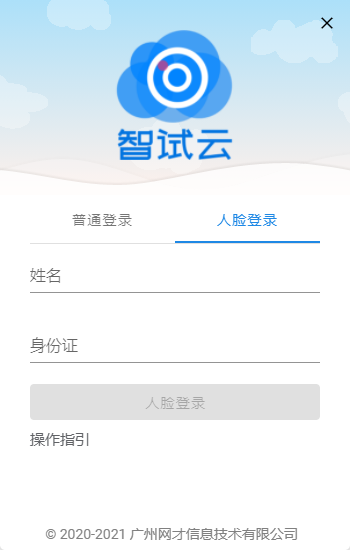 智试云
普通登录
人脸登录
姓名
身份证
人脸登录
操作指引
© 2020-2021 广州网才信息技术有限公司